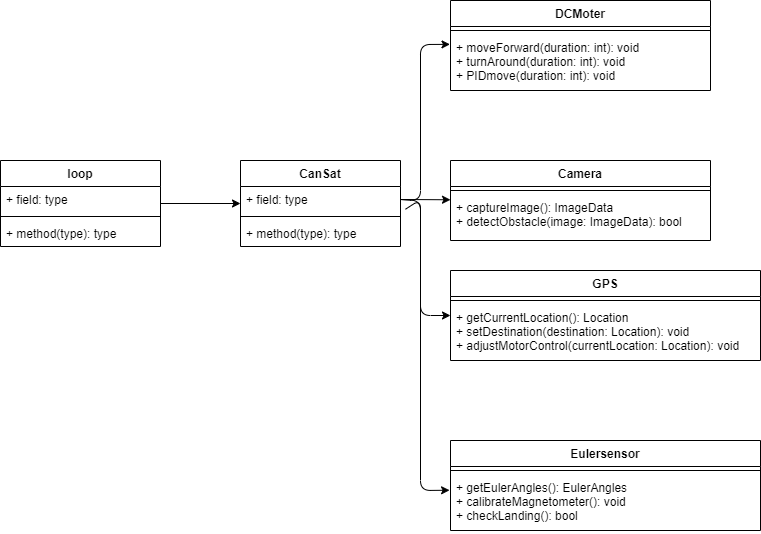 DCMoter
+ moveForward(duration: int): void
+ turnAround(duration: int): void
+ PIDmove(duration: int): void
loop
+ field: type
+ method(type): type
CanSat
+ field: type
+ method(type): type
Camera
+ captureImage(): ImageData
+ detectObstacle(image: ImageData): bool
GPS
+ getCurrentLocation(): Location
+ setDestination(destination: Location): void
+ adjustMotorControl(currentLocation: Location): void
Eulersensor
+ getEulerAngles(): EulerAngles
+ calibrateMagnetometer(): void
+ checkLanding(): bool